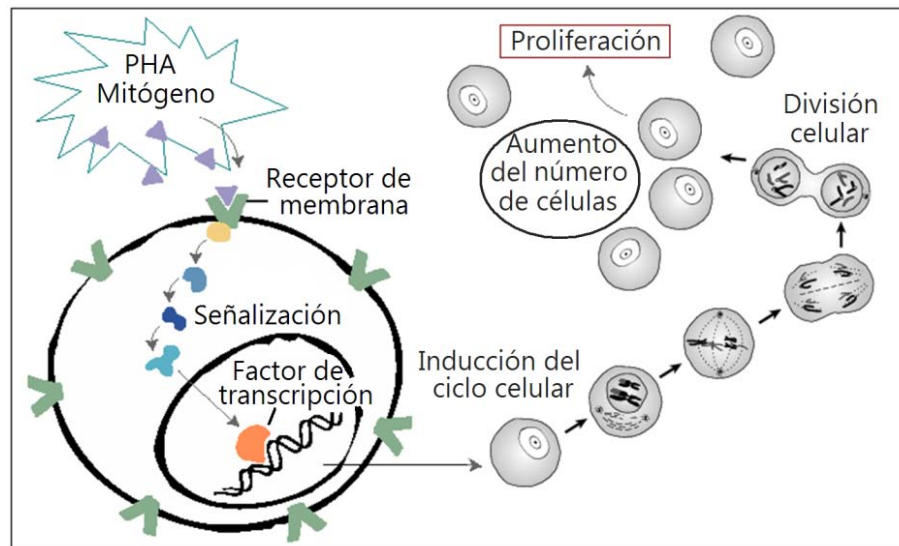 PHA
Mitógeno
Receptor de
membrana
Señalización
Factor de
transcripción
Inducción del
ciclo celular
División
celular
Aumento
del número
de células
Proliferación